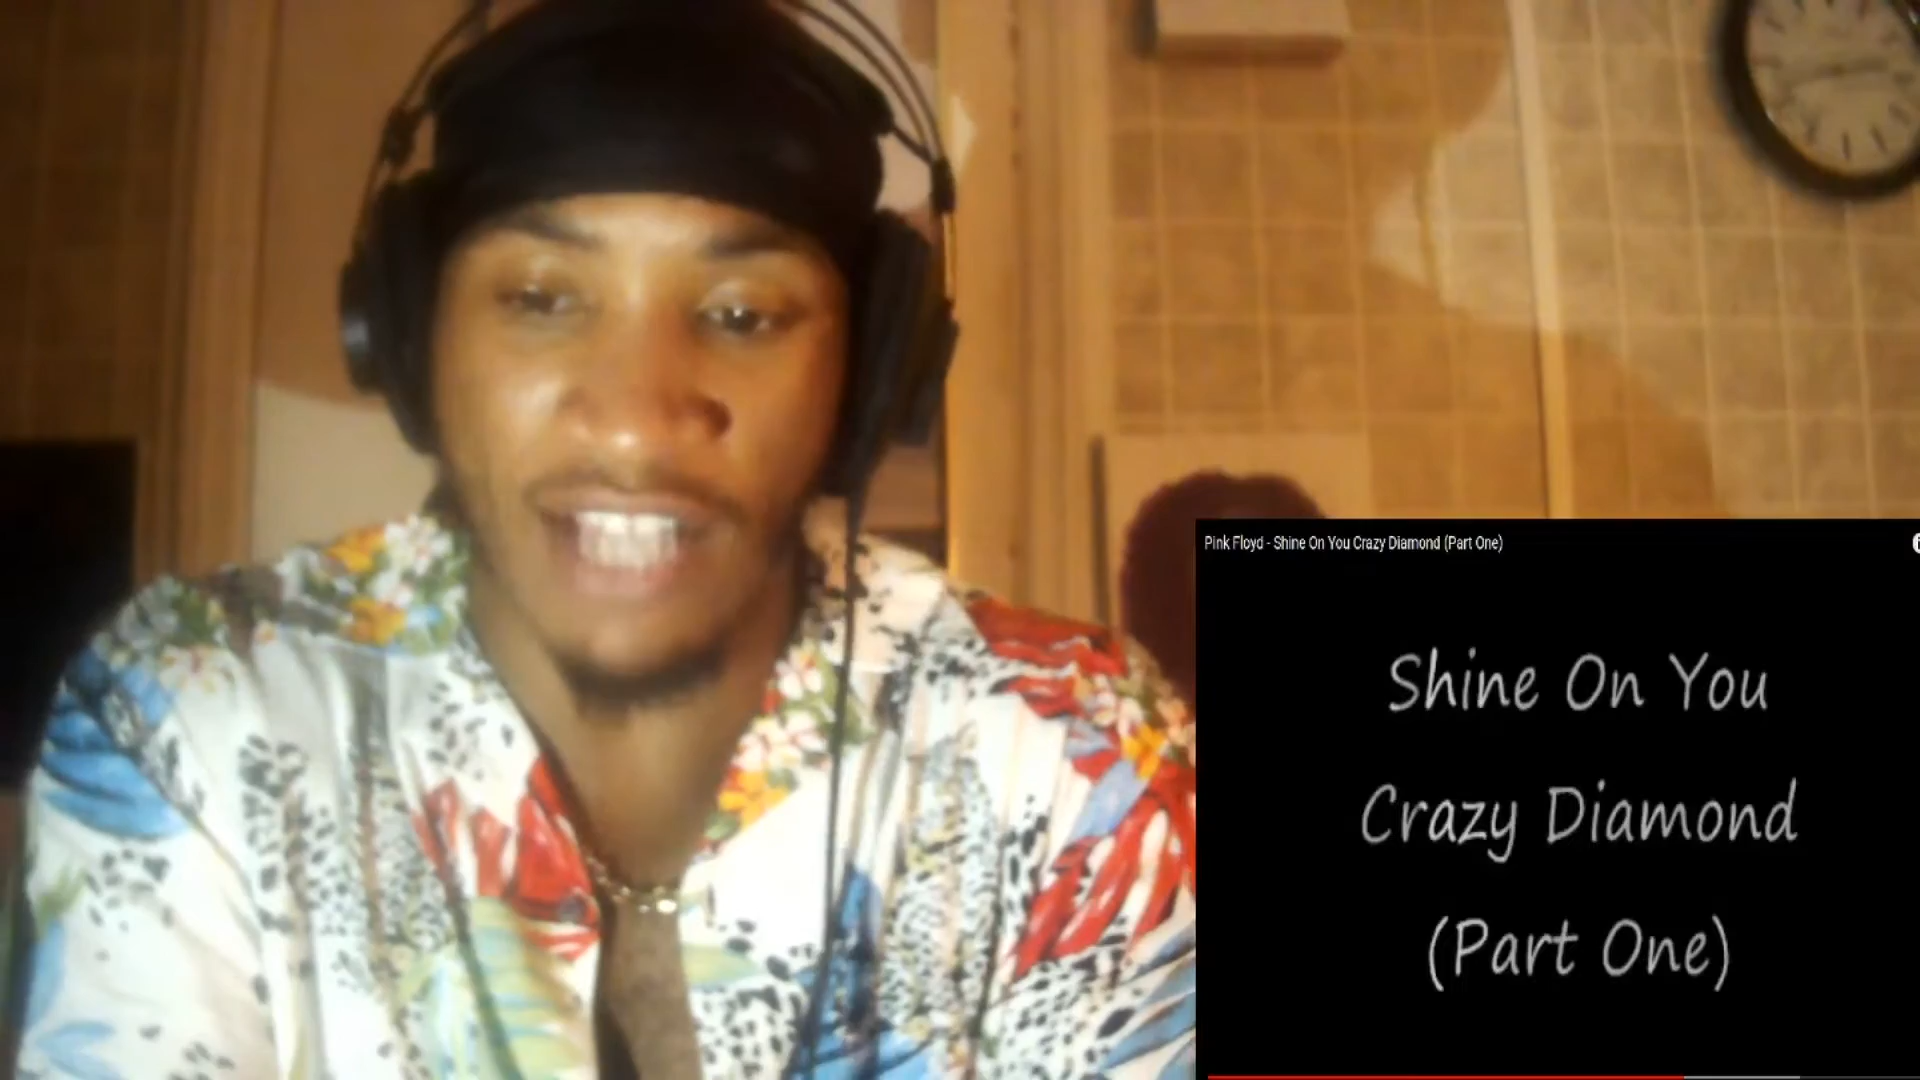 Pink Floyd - Shine On You Crazy Diamond (Part One)
Shine On You
Crazy Diamond
(Part One)